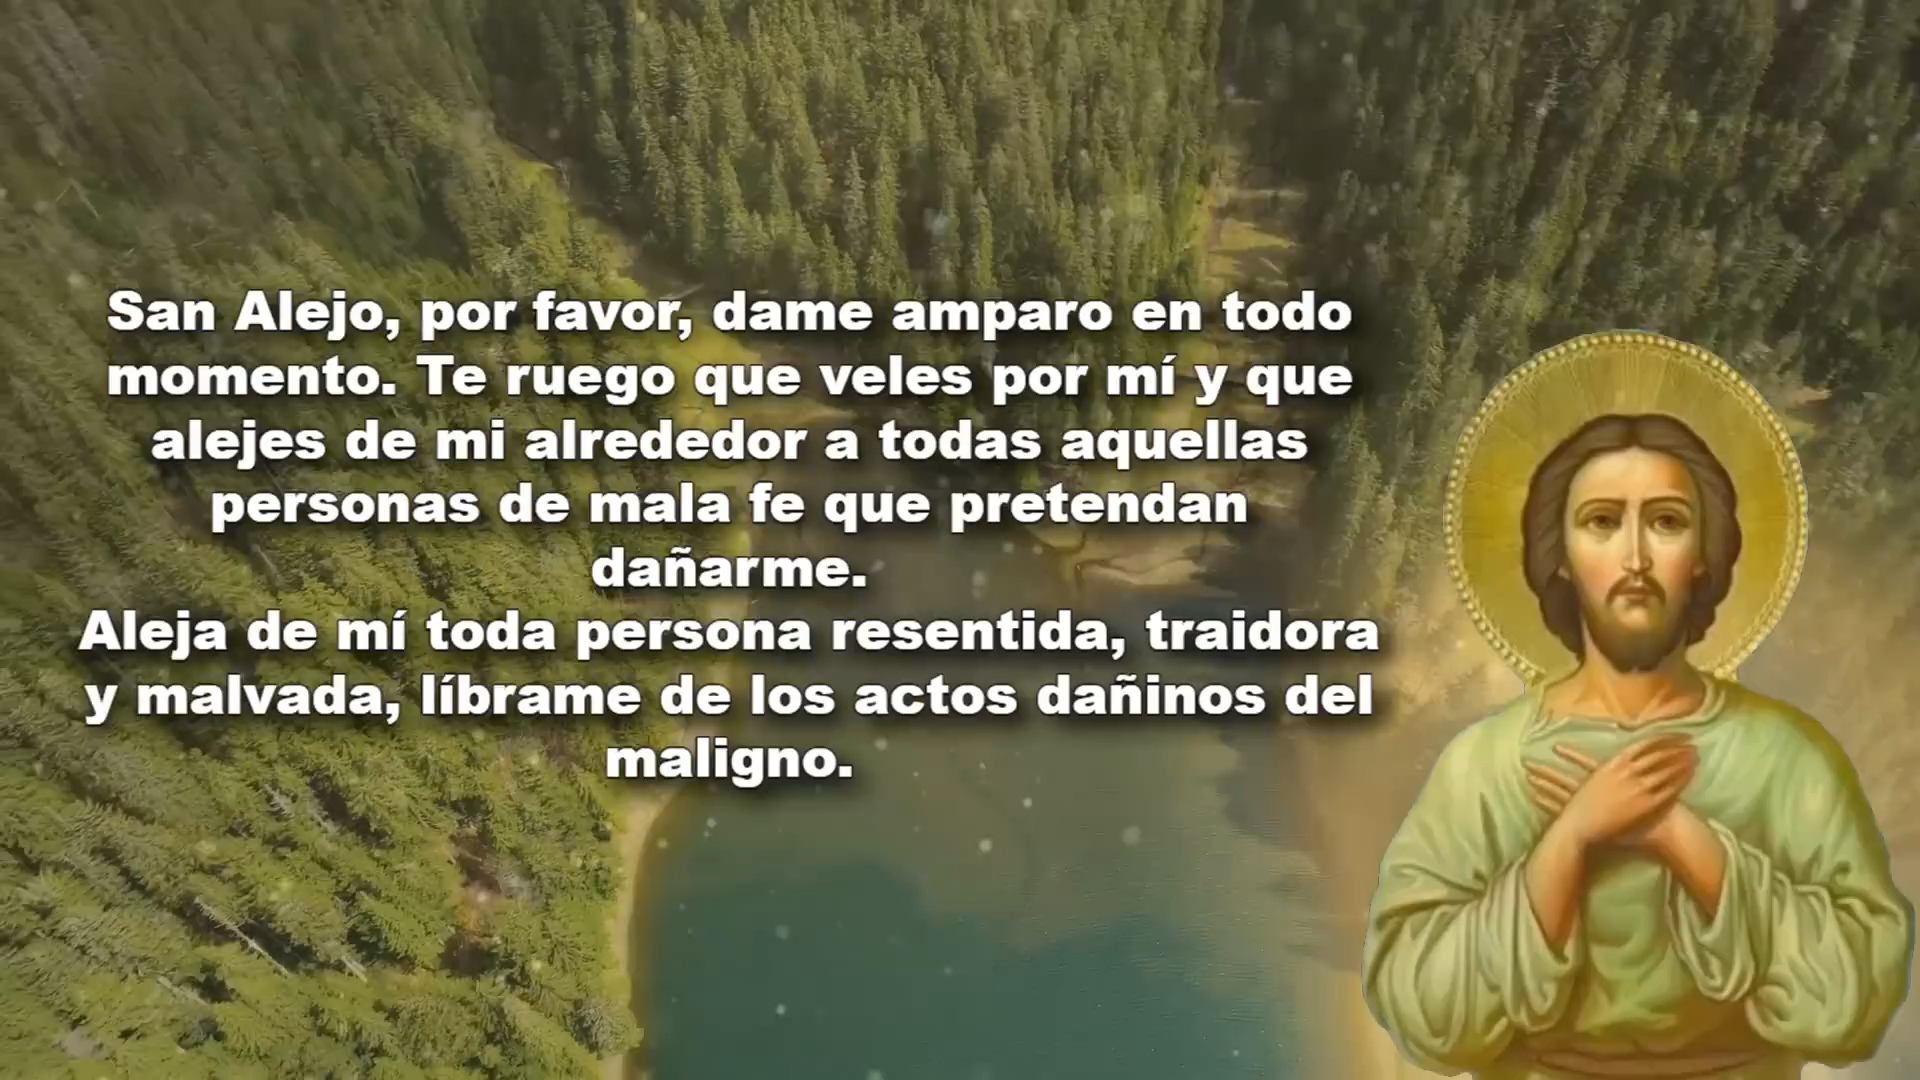 San Alejo, por favor, dame amparo en todo
momento. Te ruego que veles por mí y que
alejes de mi alrededor a todas aquellas
personas de mala fe que pretendan
dañarme.
Aleja de mí toda persona resentida, traidora
y malvada, líbrame de los actos dañinos del
maligno.